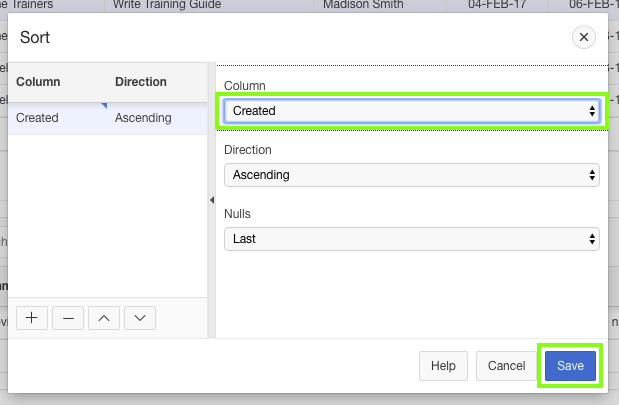 e Trainers Write Training Guide Madison Smith 04-FEB-17 06-FEB-1
Sort
Column Direction
Created Ascending
Column
Created
Direction
Ascending
Nulls
Last
Help Cancel Save